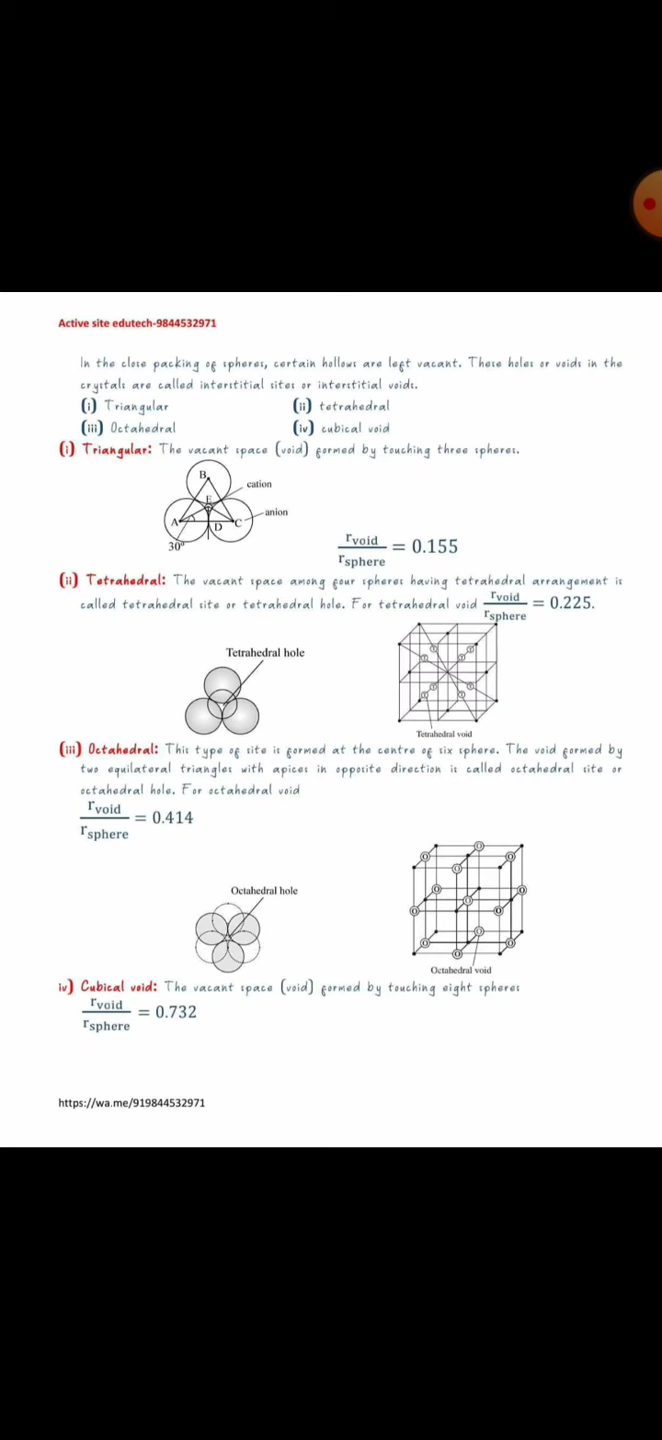 Active site edutech-9844532971
In the close packing of spheres, certain hollows are left vacant. These holes or voids in the
crystals are called interstitial sites or interstitial voids.
(i) Triangular (ii) tetrahedral
(iii) Octahedral (iv) cubical void
(i) Triangular: The vacant space (void) formed by touching three spheres.
B
E
cation
anion
A
D
C
30°
r_void / r_sphere = 0.155
(ii) Tetrahedral: The vacant space among four spheres having tetrahedral arrangement is
called tetrahedral site or tetrahedral hole. For tetrahedral void r_void / r_sphere = 0.225.
Tetrahedral hole
T T T T
T T T T
Tetrahedral void
(iii) Octahedral: This type of site is formed at the centre of six sphere. The void formed by
two equilateral triangles with apices in opposite direction is called octahedral site or
octahedral hole. For octahedral void
r_void / r_sphere = 0.414
Octahedral hole
O O O O
O O O O O
O O O O
Octahedral void
iv) Cubical void: The vacant space (void) formed by touching eight spheres
r_void / r_sphere = 0.732
https://wa.me/919844532971